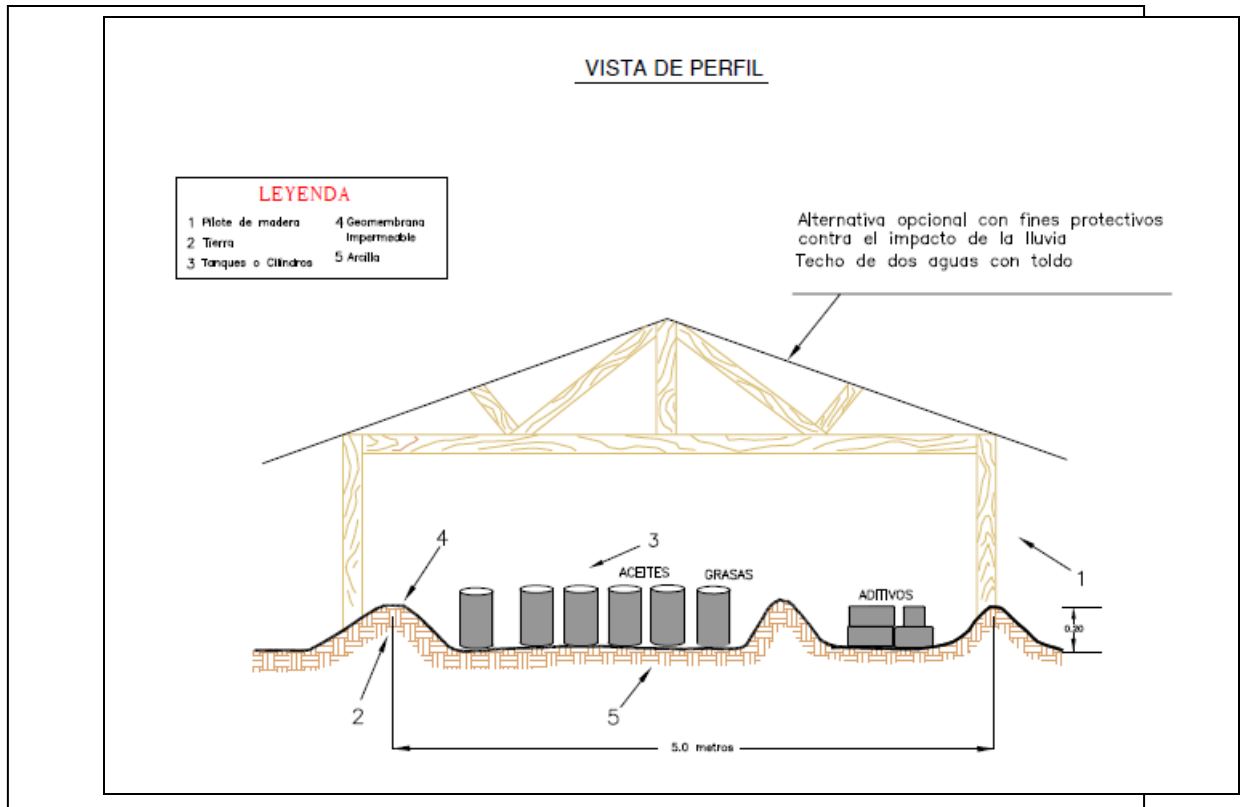 VISTA DE PERFIL
LEYENDA
1 Pilote de madera
2 Tierra
3 Tanques o Cilindros
4 Geomembrana
Impermeable
5 Arcilla
Alternativa opcional con fines protectivos
contra el impacto de la lluvia
Techo de dos aguas con toldo
4
3
ACEITES
GRASAS
1
ADITIVOS
0.20
2
5
5.0 metros